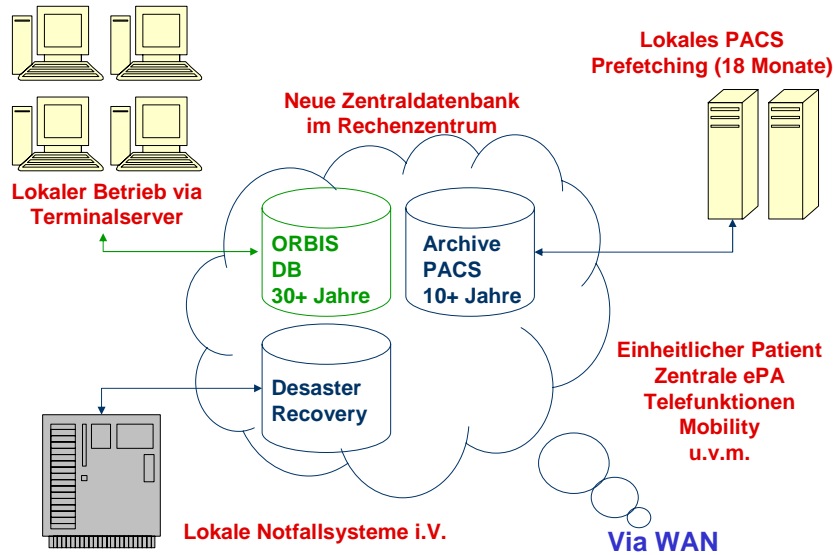 Lokales PACS
Prefetching (18 Monate)
Neue Zentraldatenbank
im Rechenzentrum
Lokaler Betrieb via
Terminalserver
ORBIS
DB
30+ Jahre
Archive
PACS
10+ Jahre
Einheitlicher Patient
Zentrale ePA
Telefunktionen
Mobility
u.v.m.
Desaster
Recovery
Lokale Notfallsysteme i.V.
Via WAN